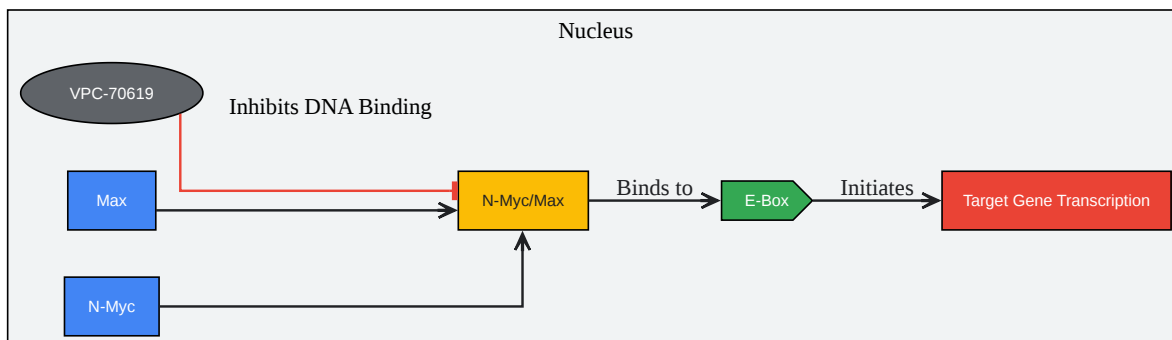 Nucleus
VPC-70619
Inhibits DNA Binding
Max
N-Myc/Max
Binds to
E-Box
Initiates
Target Gene Transcription
N-Myc